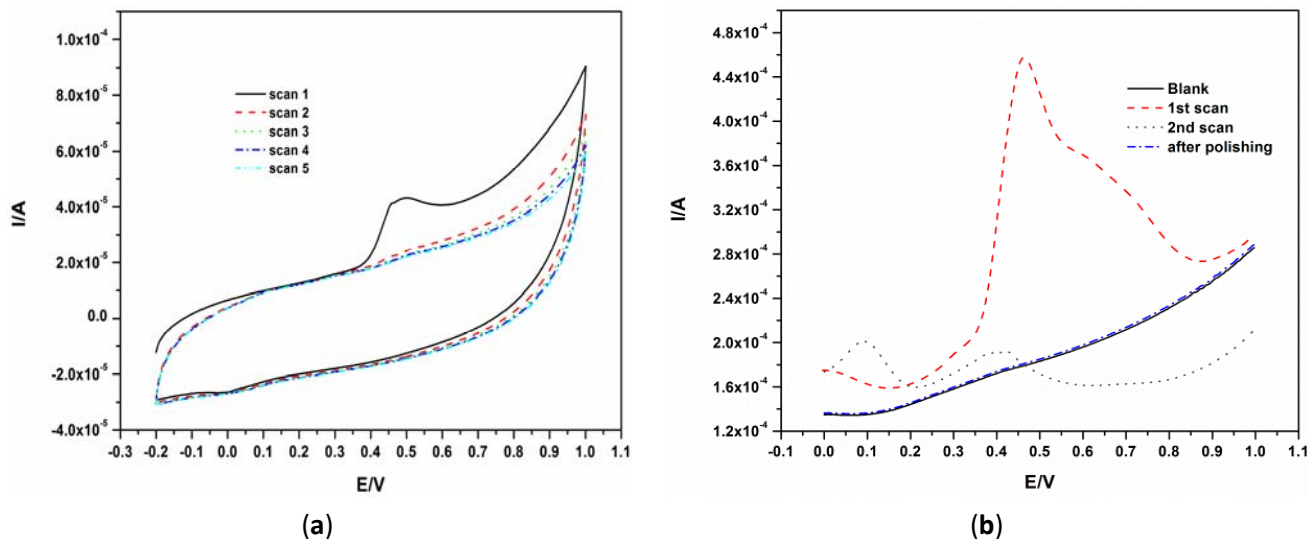 1.0x10⁻⁴
8.0x10⁻⁵
6.0x10⁻⁵
4.0x10⁻⁵
2.0x10⁻⁵
0.0
-2.0x10⁻⁵
-4.0x10⁻⁵
I/A
scan 1
scan 2
scan 3
scan 4
scan 5
-0.3 -0.2 -0.1 0.0 0.1 0.2 0.3 0.4 0.5 0.6 0.7 0.8 0.9 1.0 1.1
E/V
(a)
4.8x10⁻⁴
4.4x10⁻⁴
4.0x10⁻⁴
3.6x10⁻⁴
3.2x10⁻⁴
2.8x10⁻⁴
2.4x10⁻⁴
2.0x10⁻⁴
1.6x10⁻⁴
1.2x10⁻⁴
I/A
Blank
1st scan
2nd scan
after polishing
-0.1 0.0 0.1 0.2 0.3 0.4 0.5 0.6 0.7 0.8 0.9 1.0 1.1
E/V
(b)